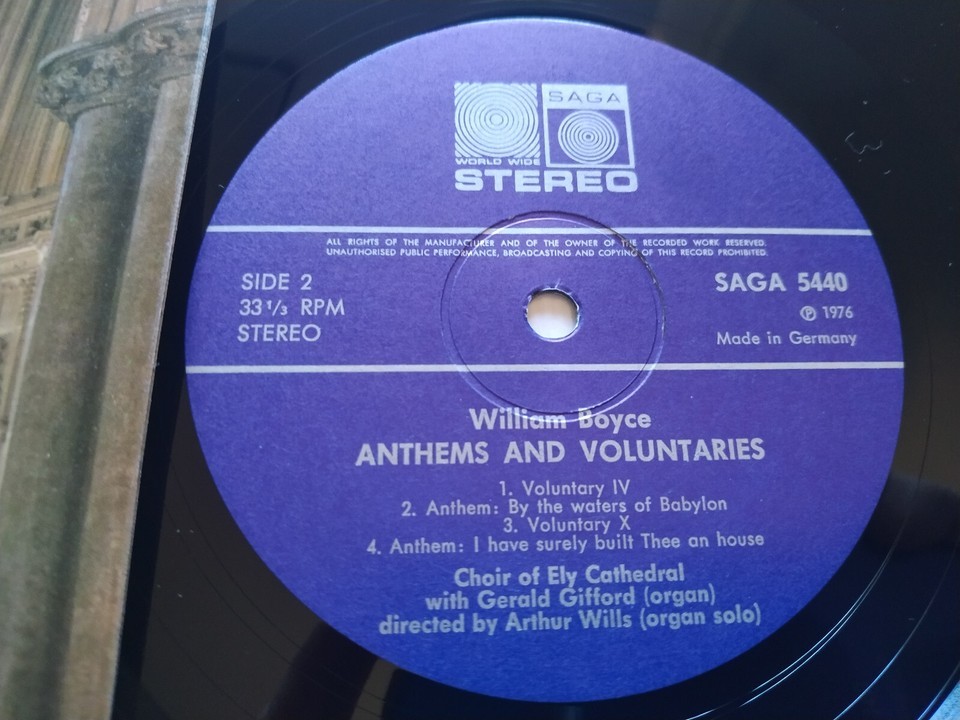 SAGA
WORLD WIDE
STEREO
ALL RIGHTS OF THE MANUFACTURER AND OF THE OWNER OF THE RECORDED WORK RESERVED.
UNAUTHORISED PUBLIC PERFORMANCE, BROADCASTING AND COPYING OF THIS RECORD PROHIBITED.
SIDE 2
33 1/3 RPM
STEREO
SAGA 5440
℗ 1976
Made in Germany
William Boyce
ANTHEMS AND VOLUNTARIES
1. Voluntary IV
2. Anthem: By the waters of Babylon
3. Voluntary X
4. Anthem: I have surely built Thee an house
Choir of Ely Cathedral
with Gerald Gifford (organ)
directed by Arthur Wills (organ solo)